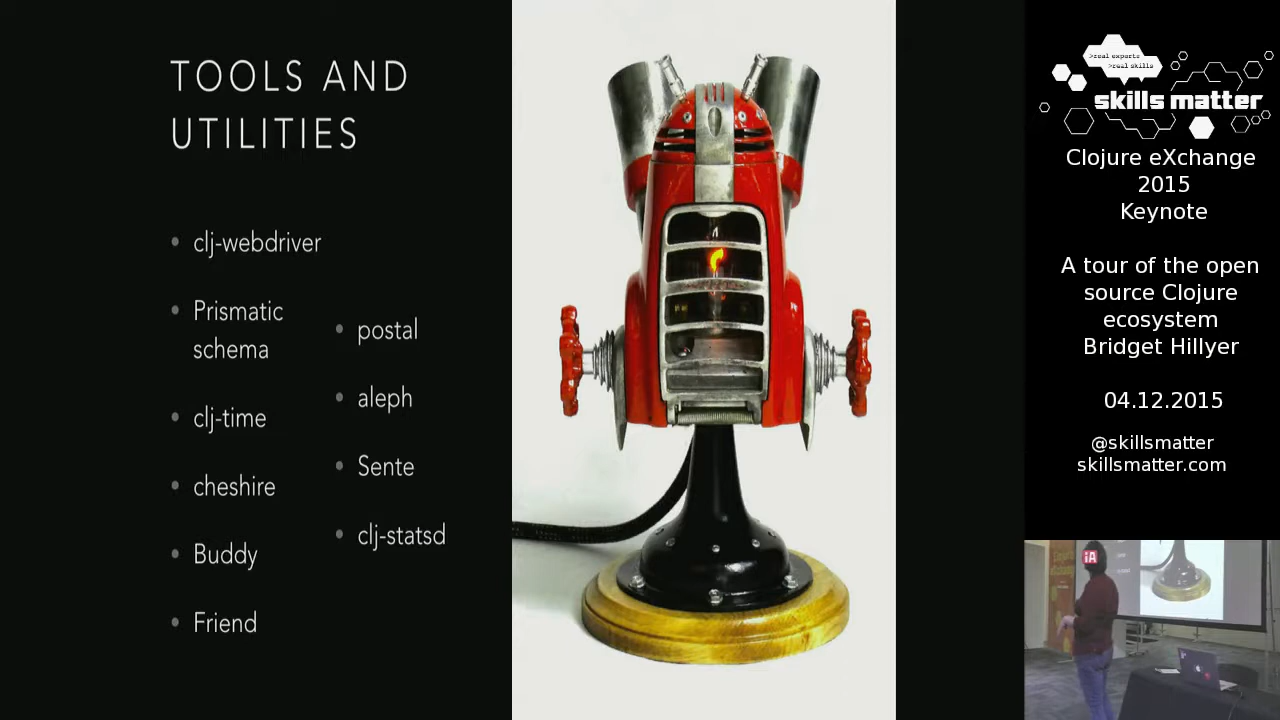 TOOLS AND
UTILITIES
clj-webdriver
Prismatic
schema
clj-time
cheshire
Buddy
Friend
postal
aleph
Sente
clj-statsd
>real experts
>real skills
skills matter
Clojure eXchange
2015
Keynote
A tour of the open
source Clojure
ecosystem
Bridget Hillyer
04.12.2015
@skillsmatter
skillsmatter.com
iA